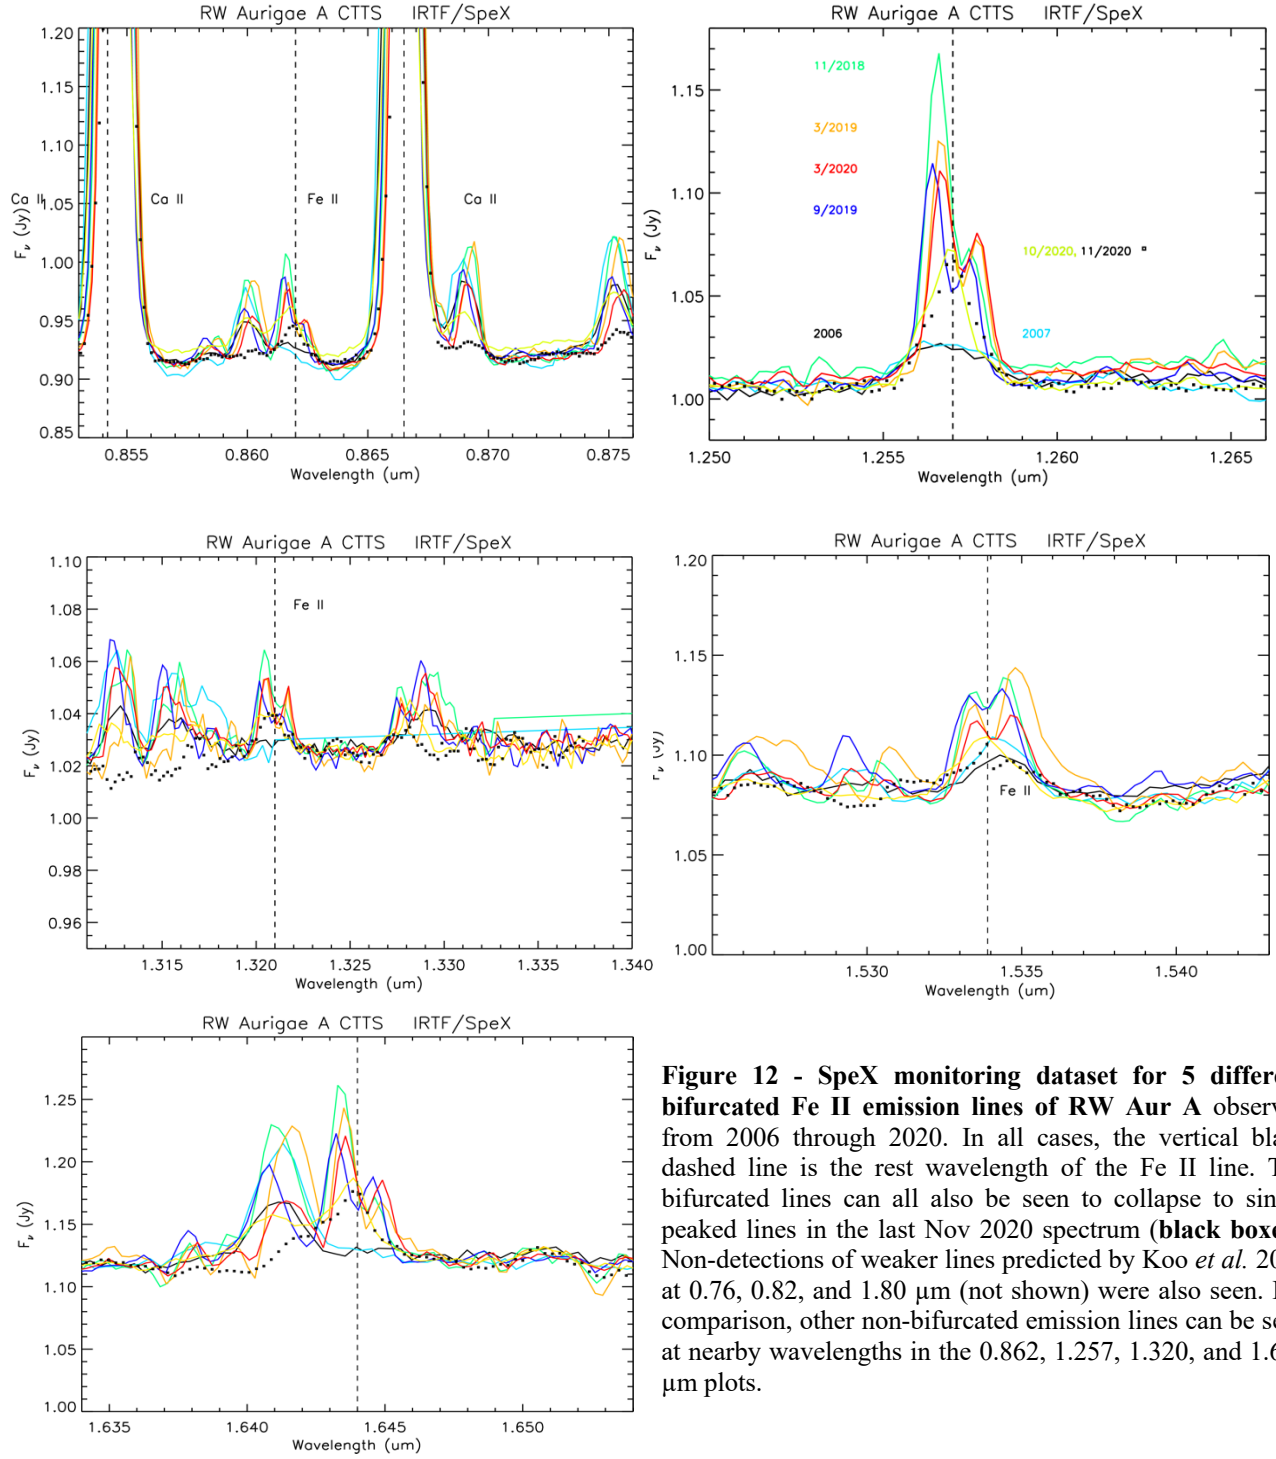 RW Aurigae A CTTS IRTF/SpeX
1.20
1.15
1.10
1.05
1.00
0.95
0.90
0.85
Fν (Jy)
Ca II
Ca II
Fe II
Ca II
0.855 0.860 0.865 0.870 0.875
Wavelength (um)
RW Aurigae A CTTS IRTF/SpeX
1.15
1.10
1.05
1.00
Fν (Jy)
11/2018
3/2019
3/2020
9/2019
10/2020, 11/2020
2006
2007
1.250 1.255 1.260 1.265
Wavelength (um)
RW Aurigae A CTTS IRTF/SpeX
1.10
1.08
1.06
1.04
1.02
1.00
0.98
0.96
Fν (Jy)
Fe II
1.315 1.320 1.325 1.330 1.335 1.340
Wavelength (um)
RW Aurigae A CTTS IRTF/SpeX
1.20
1.15
1.10
1.05
1.00
Fν (Jy)
Fe II
1.530 1.535 1.540
Wavelength (um)
RW Aurigae A CTTS IRTF/SpeX
1.25
1.20
1.15
1.10
1.05
1.00
Fν (Jy)
1.635 1.640 1.645 1.650
Wavelength (um)
Figure 12 - SpeX monitoring dataset for 5 differe
bifurcated Fe II emission lines of RW Aur A observ
from 2006 through 2020. In all cases, the vertical bla
dashed line is the rest wavelength of the Fe II line. T
bifurcated lines can all also be seen to collapse to sin
peaked lines in the last Nov 2020 spectrum (black boxe
Non-detections of weaker lines predicted by Koo et al. 20
at 0.76, 0.82, and 1.80 µm (not shown) were also seen.
comparison, other non-bifurcated emission lines can be se
at nearby wavelengths in the 0.862, 1.257, 1.320, and 1.6
µm plots.